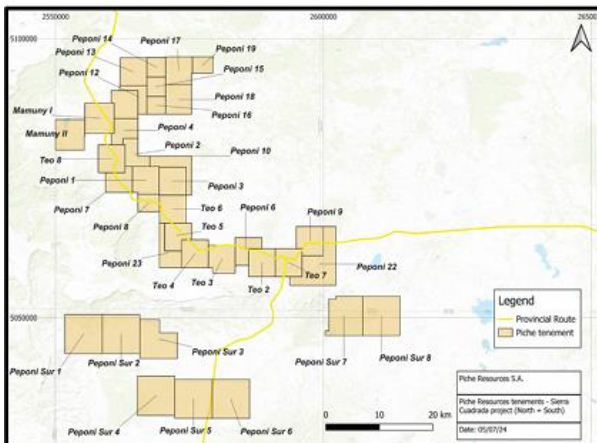 2550000
2600000
2650000
5100000
5050000
Peponi 14
Peponi 17
Peponi 13
Peponi 19
Peponi 12
Peponi 15
Mamuny I
Peponi 18
Peponi 16
Mamuny II
Peponi 4
Peponi 2
Teo 8
Peponi 10
Peponi 1
Peponi 3
Peponi 7
Teo 6
Peponi 8
Teo 5
Peponi 6
Peponi 9
Peponi 23
Teo 4
Teo 3
Teo 2
Teo 7
Peponi 22
Peponi Sur 1
Peponi Sur 2
Peponi Sur 3
Peponi Sur 7
Peponi Sur 8
Peponi Sur 4
Peponi Sur 5
Peponi Sur 6
Legend
Provincial Route
Piche tenement
Piche Resources S.A.
Piche Resources tenements - Sierra
Cuadrada project (North + South)
Date: 05/07/24
0 10 20 km